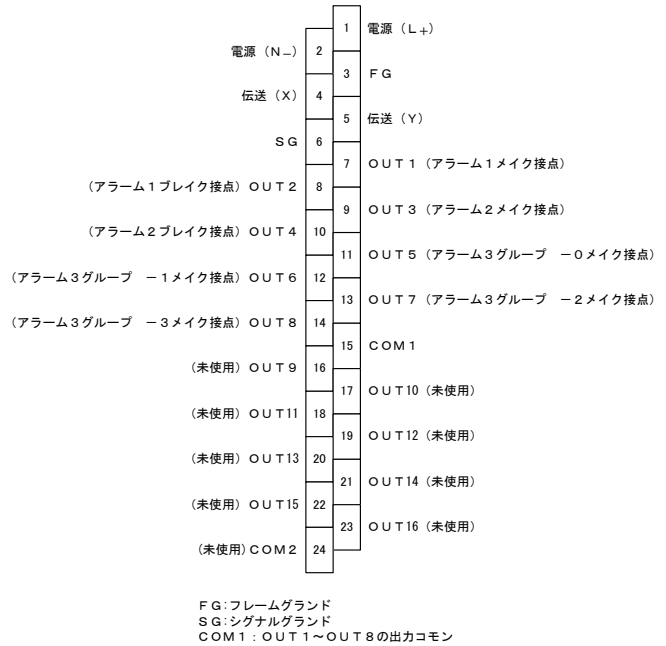 1 電源（L＋）
電源（N－） 2
3 FG
伝送（X） 4
5 伝送（Y）
SG 6
7 OUT1（アラーム1メイク接点）
（アラーム1ブレイク接点）OUT2 8
9 OUT3（アラーム2メイク接点）
（アラーム2ブレイク接点）OUT4 10
11 OUT5（アラーム3グループ －0メイク接点）
（アラーム3グループ －1メイク接点）OUT6 12
13 OUT7（アラーム3グループ －2メイク接点）
（アラーム3グループ －3メイク接点）OUT8 14
15 COM1
（未使用）OUT9 16
17 OUT10（未使用）
（未使用）OUT11 18
19 OUT12（未使用）
（未使用）OUT13 20
21 OUT14（未使用）
（未使用）OUT15 22
23 OUT16（未使用）
（未使用）COM2 24
FG：フレームグランド
SG：シグナルグランド
COM1：OUT1～OUT8の出力コモン